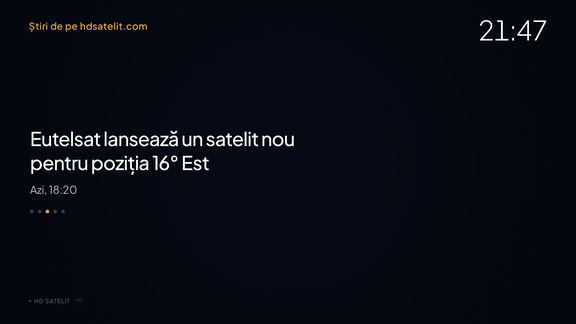 Știri de pe hdsatelit.com
21:47
Eutelsat lansează un satelit nou
pentru poziția 16° Est
Azi, 18:20
HD SATELIT